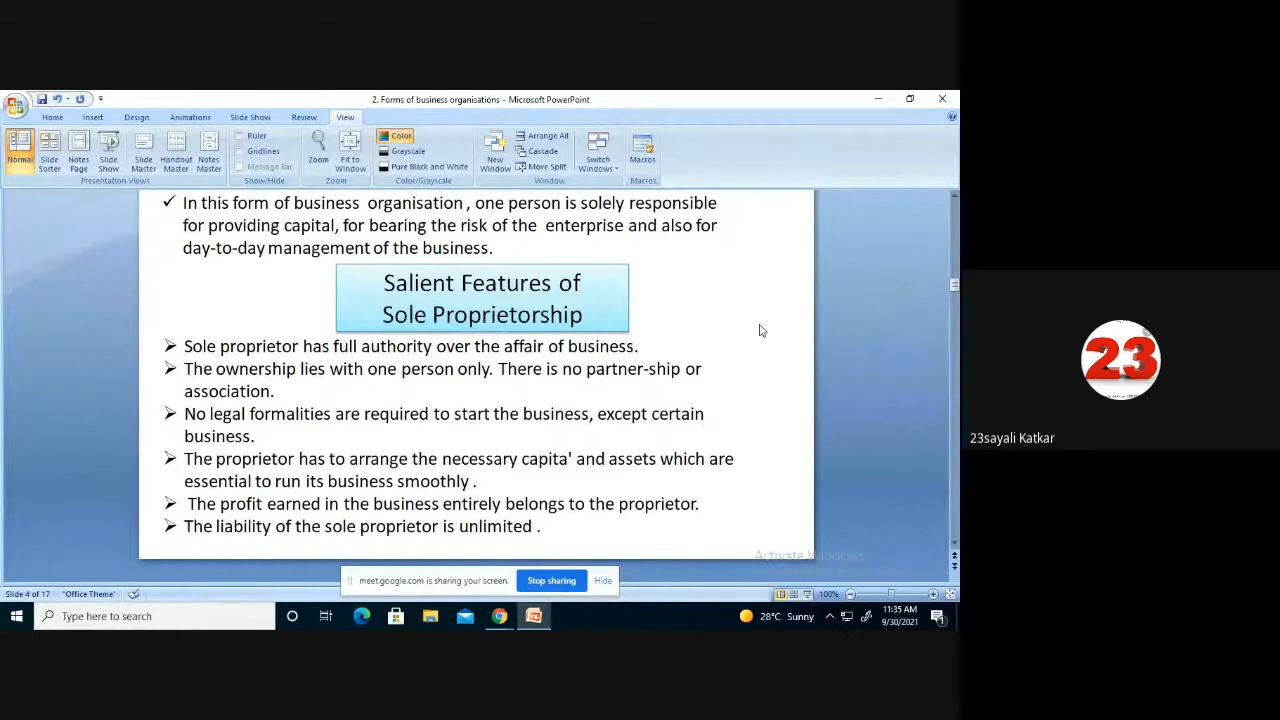 2. Forms of business organisations - Microsoft PowerPoint
Home Insert Design Animations Slide Show Review View
Ruler
Gridlines
Message Bar
Normal
Slide Sorter
Notes Page
Slide Show
Slide Master
Handout Master
Notes Master
Zoom
Fit to Window
Color
Grayscale
Pure Black and White
New Window
Arrange All
Cascade
Move Split
Switch Windows
Macros
Presentation Views Show/Hide Zoom Color/Grayscale Window Macros
✓ In this form of business organisation , one person is solely responsible
for providing capital, for bearing the risk of the enterprise and also for
day-to-day management of the business.
Salient Features of
Sole Proprietorship
➢ Sole proprietor has full authority over the affair of business.
➢ The ownership lies with one person only. There is no partner-ship or
association.
➢ No legal formalities are required to start the business, except certain
business.
➢ The proprietor has to arrange the necessary capita' and assets which are
essential to run its business smoothly .
➢ The profit earned in the business entirely belongs to the proprietor.
➢ The liability of the sole proprietor is unlimited .
Activate Windows
meet.google.com is sharing your screen. Stop sharing Hide
Slide 4 of 17 "Office Theme" 100%
Type here to search
28°C Sunny
11:35 AM
9/30/2021
1
23
23sayali Katkar